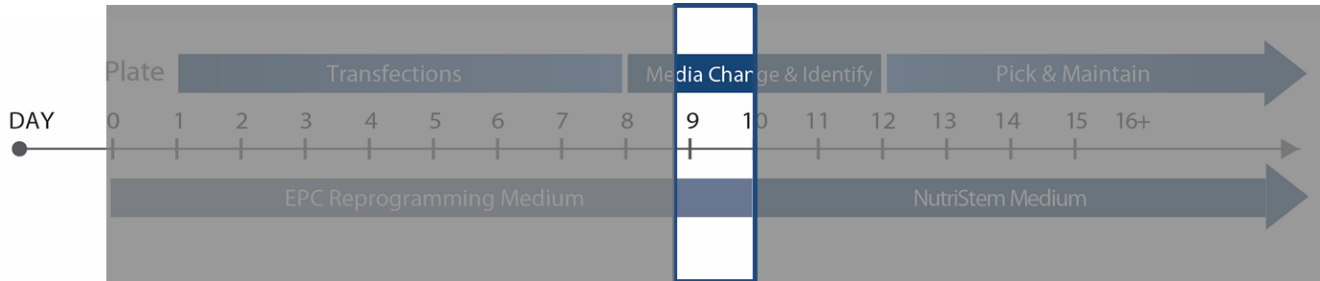 Plate Transfections Media Change & Identify Pick & Maintain
DAY 0 1 2 3 4 5 6 7 8 9 10 11 12 13 14 15 16+
EPC Reprogramming Medium NutriStem Medium